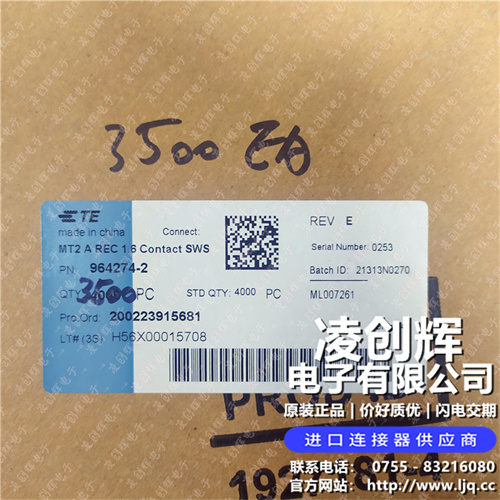 3500 EA
TE
made in china
Connect:
MT2 A REC 1.6 Contact SWS
PN: 964274-2
QTY: 3500 PC
STD QTY: 4000 PC
Pro.Ord: 200223915681
LT# (3S) H56X00015708
REV E
Serial Number: 0253
Batch ID: 21313N0270
ML007261
凌创辉
电子有限公司
原装正品 | 价好质优 | 闪电交期
进口连接器供应商
联系电话: 0755 - 83216080
官方网站: http://www.ljq.cc